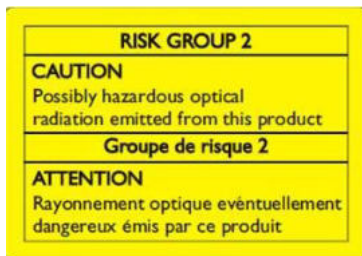 RISK GROUP 2
CAUTION
Possibly hazardous optical
radiation emitted from this product
Groupe de risque 2
ATTENTION
Rayonnement optique evéntuellement
dangereux émis par ce produit